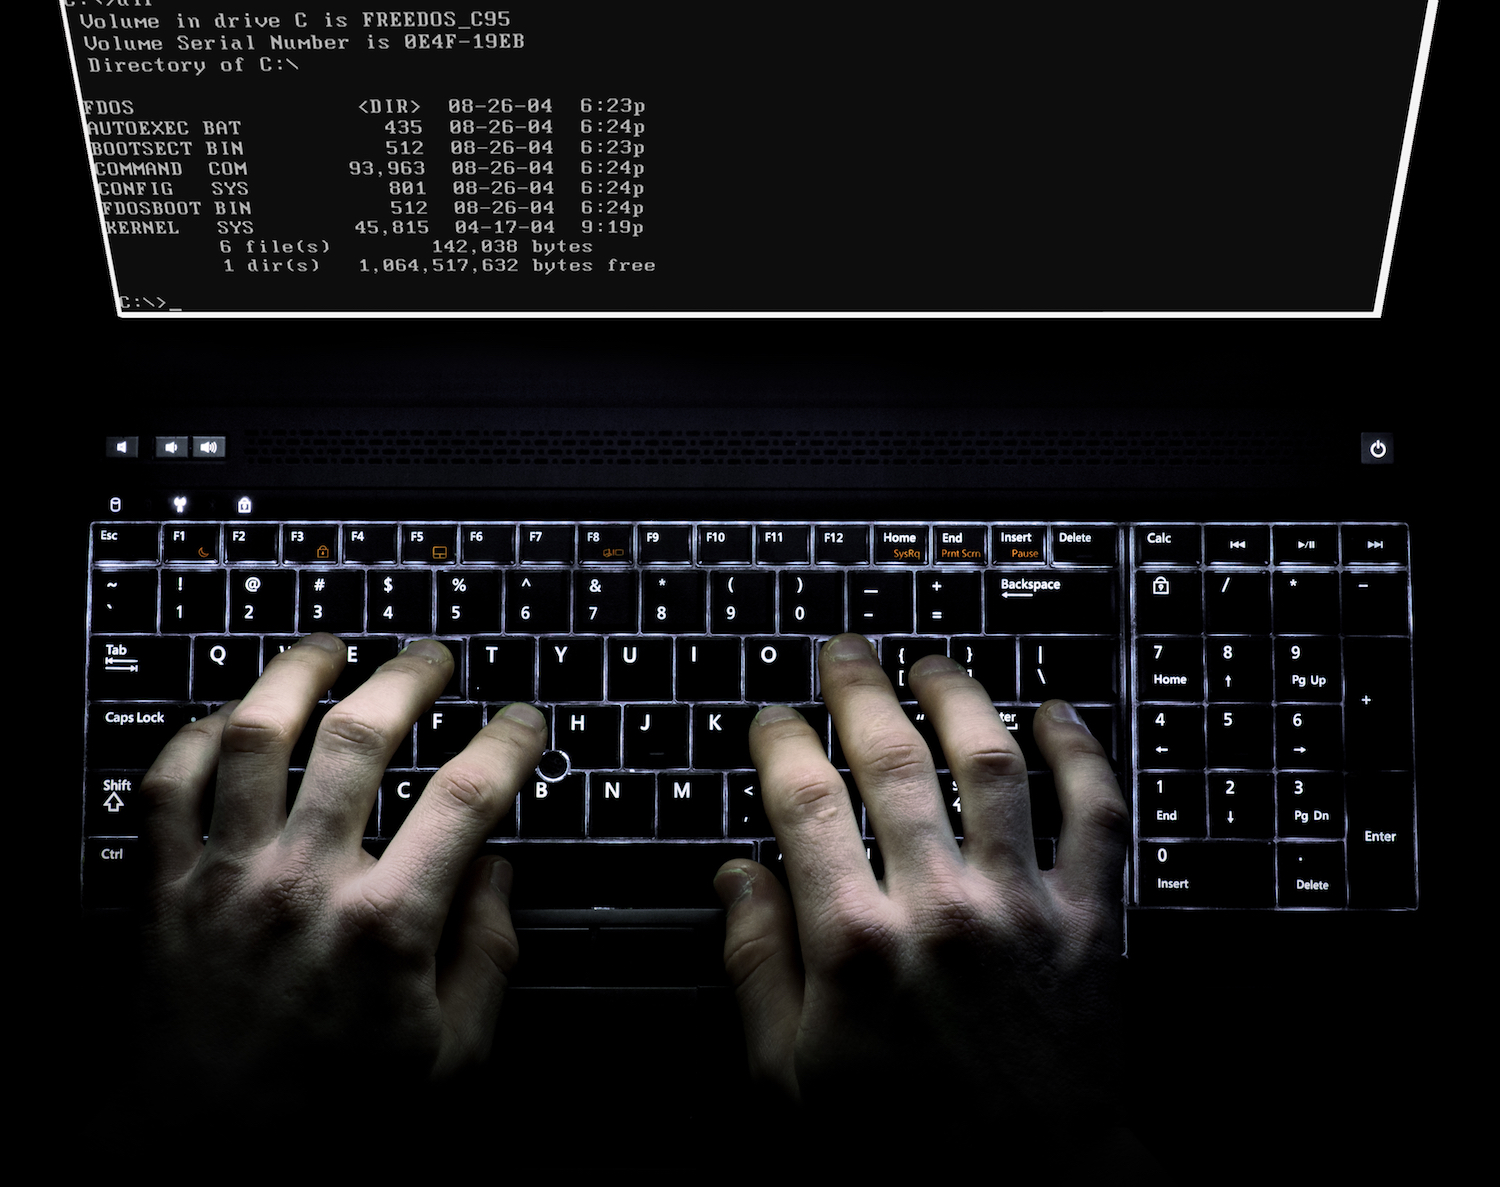 C:\>dir
Volume in drive C is FREEDOS_C95
Volume Serial Number is 0E4F-19EB
Directory of C:\
FDOS <DIR> 08-26-04 6:23p
AUTOEXEC BAT 435 08-26-04 6:24p
BOOTSECT BIN 512 08-26-04 6:23p
COMMAND COM 93,963 08-26-04 6:24p
CONFIG SYS 801 08-26-04 6:24p
FDOSBOOT BIN 512 08-26-04 6:24p
KERNEL SYS 45,815 04-17-04 9:19p
6 file(s) 142,038 bytes
1 dir(s) 1,064,517,632 bytes free
C:\>_
Esc F1 F2 F3 F4 F5 F6 F7 F8 F9 F10 F11 F12 Home End Insert Delete Calc
SysRq Prnt Scrn Pause
~ ! @ # $ % ^ & * ( ) _ + Backspace / * -
` 1 2 3 4 5 6 7 8 9 0 - =
Tab Q E T Y U I O { } | 7 8 9
[ \ Home Pg Up +
Caps Lock F H J K “ 4 5 6
Shift C B N M < 1 2 3
, End Pg Dn
Ctrl Enter
0 .
Insert Delete